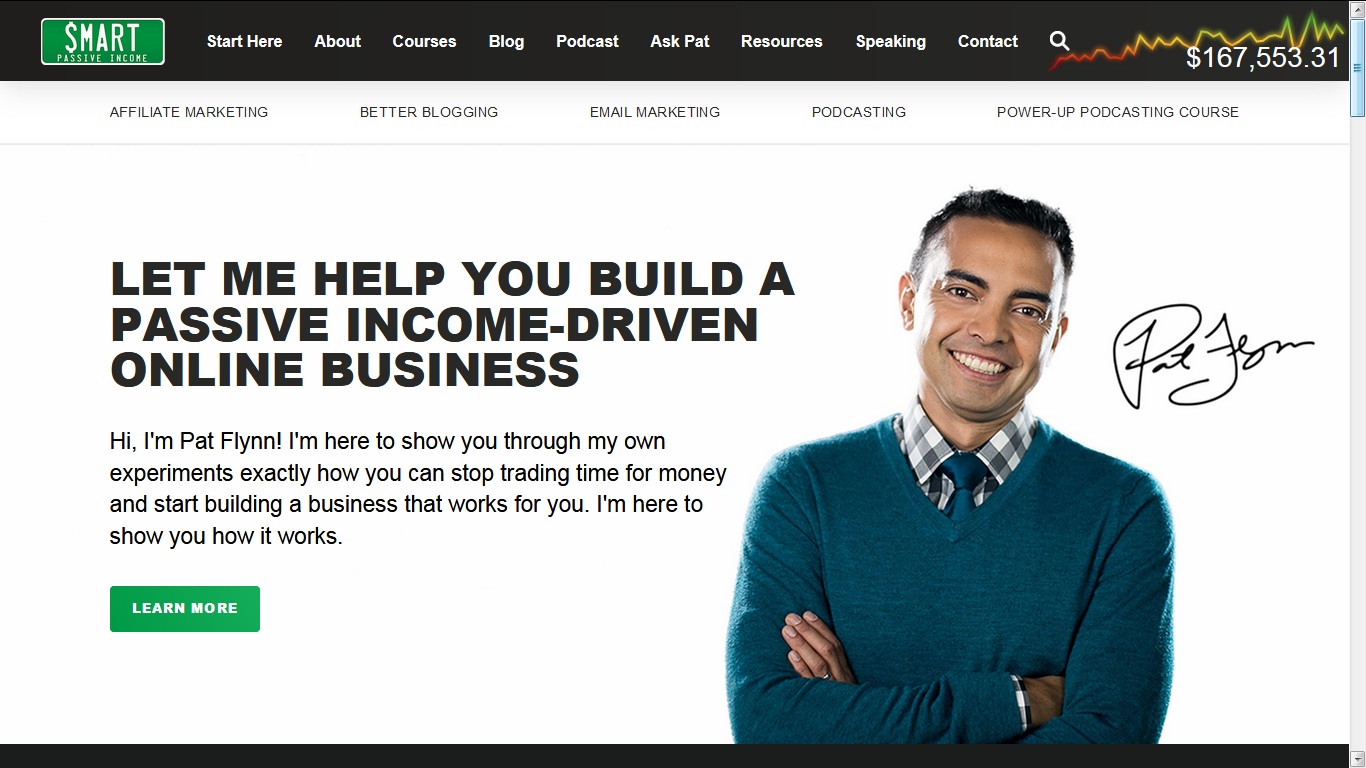 $MART
PASSIVE INCOME
Start Here About Courses Blog Podcast Ask Pat Resources Speaking Contact
$167,553.31
AFFILIATE MARKETING BETTER BLOGGING EMAIL MARKETING PODCASTING POWER-UP PODCASTING COURSE
LET ME HELP YOU BUILD A
PASSIVE INCOME-DRIVEN
ONLINE BUSINESS
Pat Flynn
Hi, I'm Pat Flynn! I'm here to show you through my own
experiments exactly how you can stop trading time for money
and start building a business that works for you. I'm here to
show you how it works.
LEARN MORE